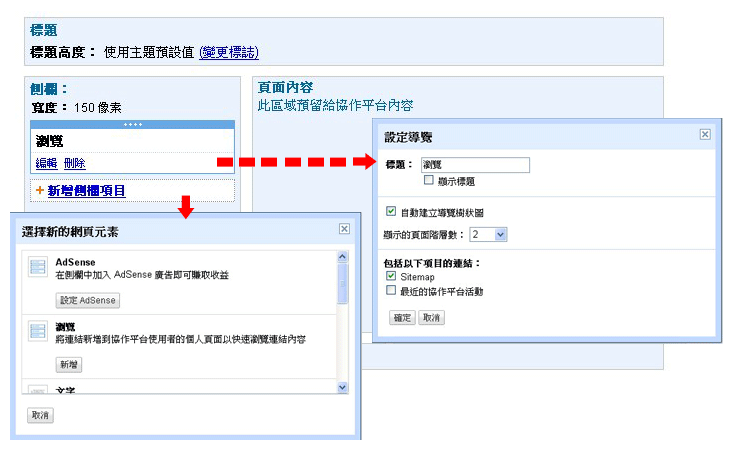 標題
標題高度： 使用主題預設值 (變更標誌)
側欄：
寬度： 150 像素
瀏覽
編輯 刪除
新增側欄項目
頁面內容
此區域預留給協作平台內容
設定導覽
標題： 瀏覽
顯示標題
自動建立導覽樹狀圖
顯示的頁面階層數： 2
包括以下項目的連結：
Sitemap
最近的協作平台活動
確定 取消
選擇新的網頁元素
AdSense
在側欄中加入 AdSense 廣告即可賺取收益
設定 AdSense
瀏覽
將連結新增到協作平台使用者的個人頁面以快速瀏覽連結內容
新增
文字
取消